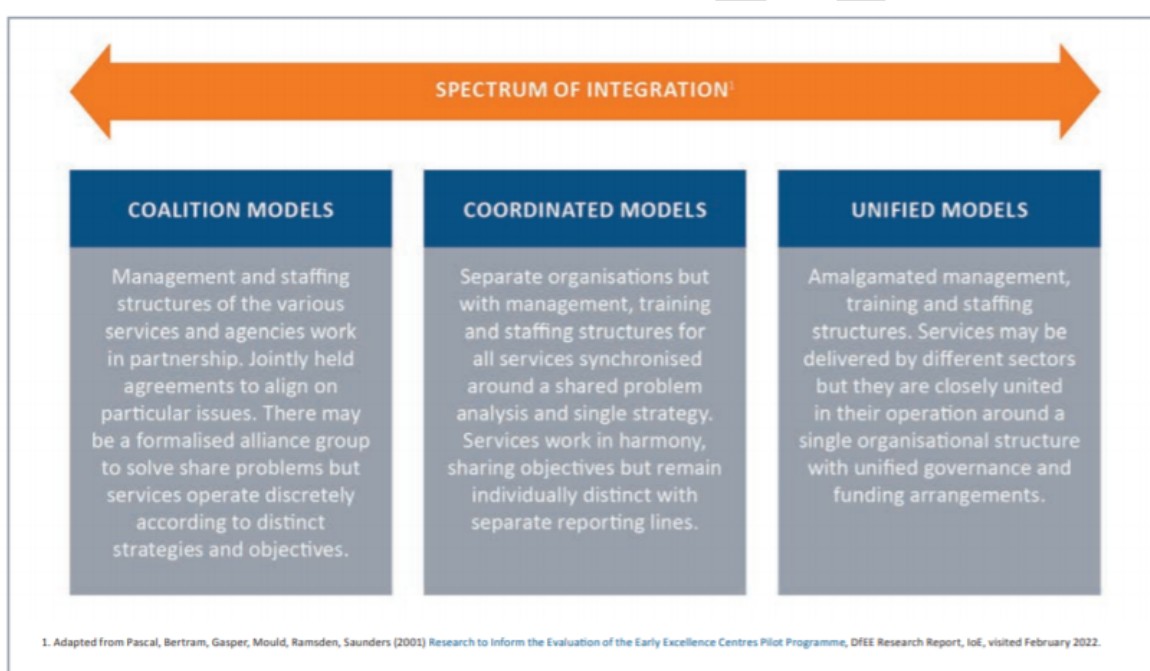 SPECTRUM OF INTEGRATION¹
COALITION MODELS
Management and staffing
structures of the various
services and agencies work
in partnership. Jointly held
agreements to align on
particular issues. There may
be a formalised alliance group
to solve share problems but
services operate discretely
according to distinct
strategies and objectives.
COORDINATED MODELS
Separate organisations but
with management, training
and staffing structures for
all services synchronised
around a shared problem
analysis and single strategy.
Services work in harmony,
sharing objectives but remain
individually distinct with
separate reporting lines.
UNIFIED MODELS
Amalgamated management,
training and staffing
structures. Services may be
delivered by different sectors
but they are closely united
in their operation around a
single organisational structure
with unified governance and
funding arrangements.
1. Adapted from Pascal, Bertram, Gasper, Mould, Ramsden, Saunders (2001) Research to Inform the Evaluation of the Early Excellence Centres Pilot Programme, DfEE Research Report, IoE, visited February 2022.